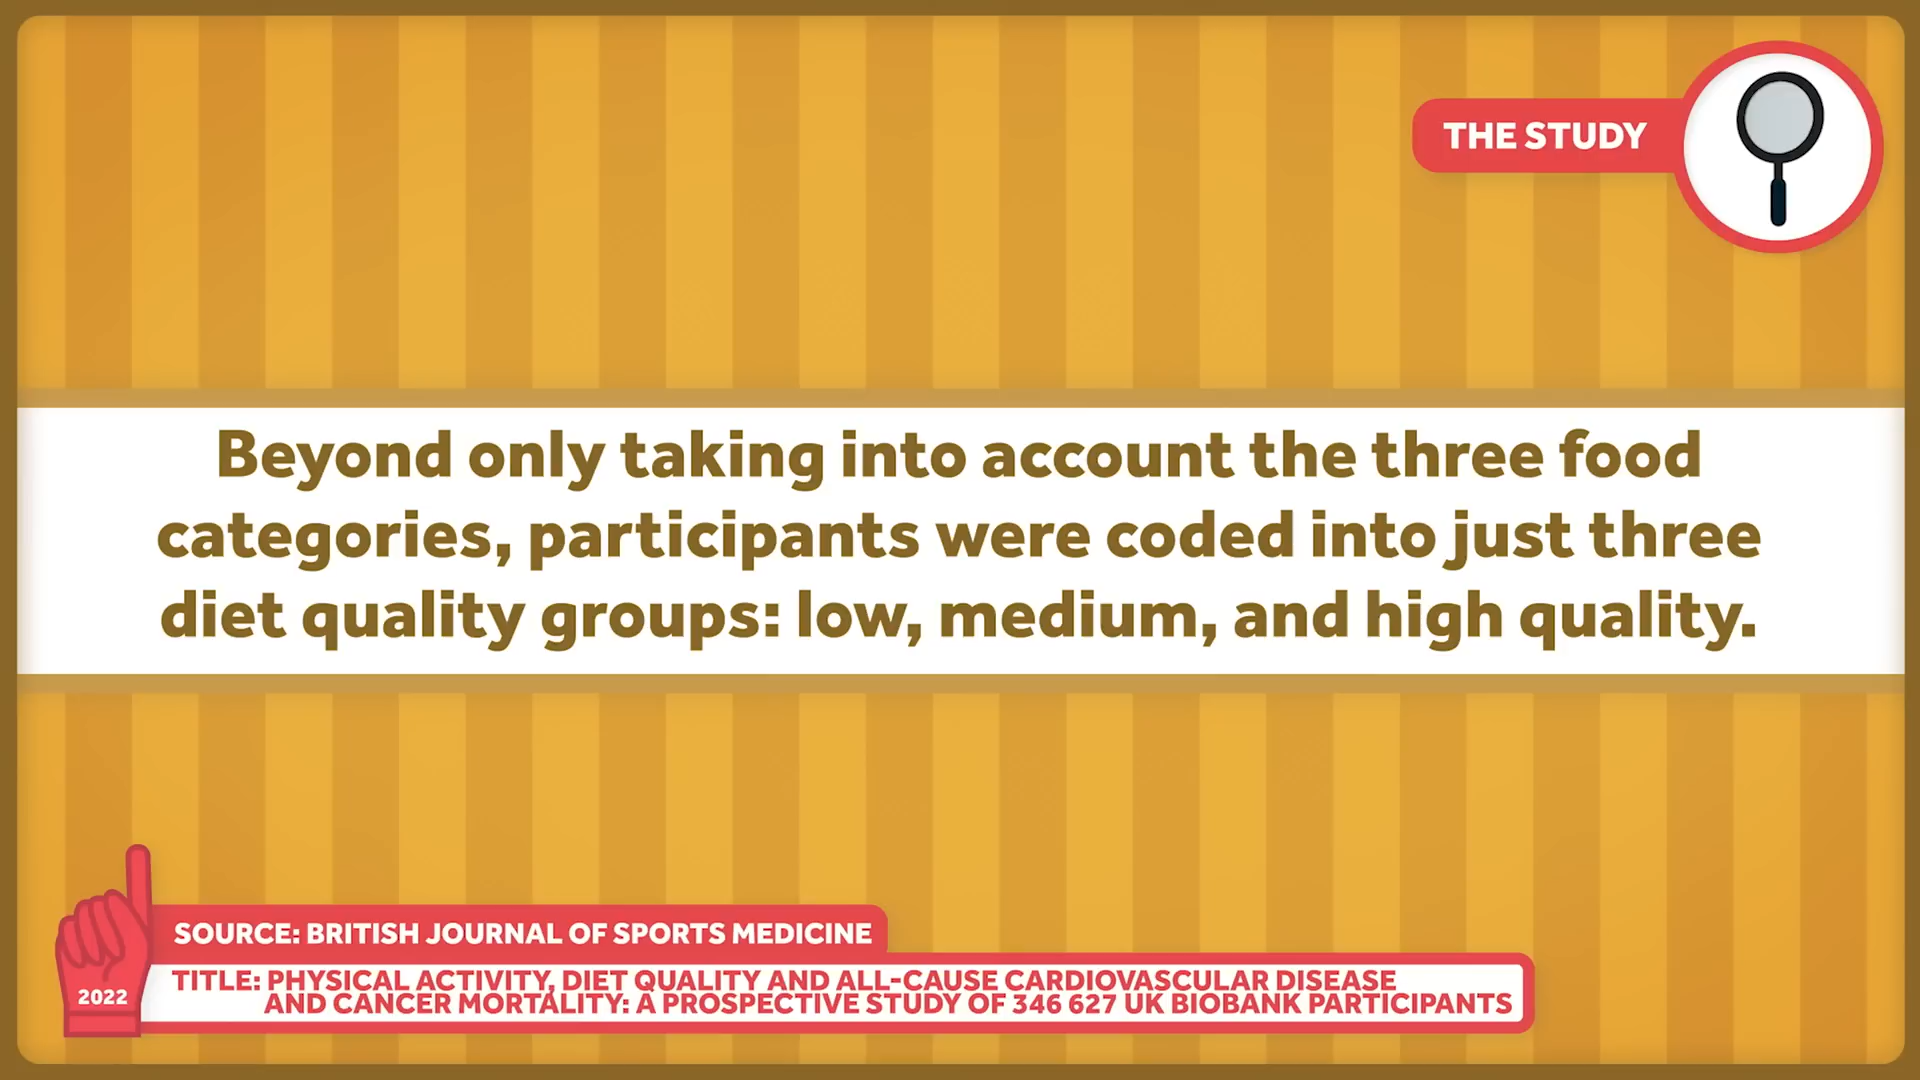 THE STUDY
Beyond only taking into account the three food
categories, participants were coded into just three
diet quality groups: low, medium, and high quality.
SOURCE: BRITISH JOURNAL OF SPORTS MEDICINE
TITLE: PHYSICAL ACTIVITY, DIET QUALITY AND ALL-CAUSE CARDIOVASCULAR DISEASE
AND CANCER MORTALITY: A PROSPECTIVE STUDY OF 346 627 UK BIOBANK PARTICIPANTS
2022